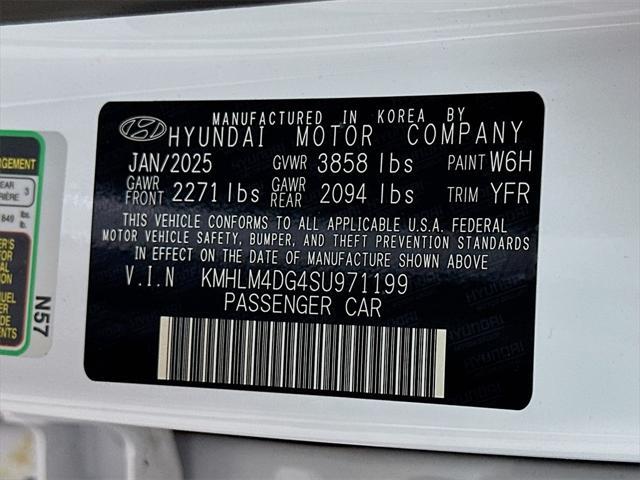 MANUFACTURED IN KOREA BY
HYUNDAI MOTOR COMPANY
JAN/2025 GVWR 3858 lbs PAINT W6H
GAWR FRONT 2271 lbs GAWR REAR 2094 lbs TRIM YFR
THIS VEHICLE CONFORMS TO ALL APPLICABLE U.S.A. FEDERAL
MOTOR VEHICLE SAFETY, BUMPER, AND THEFT PREVENTION STANDARDS
IN EFFECT ON THE DATE OF MANUFACTURE SHOWN ABOVE
V.I.N KMHLM4DG4SU971199
PASSENGER CAR
N57